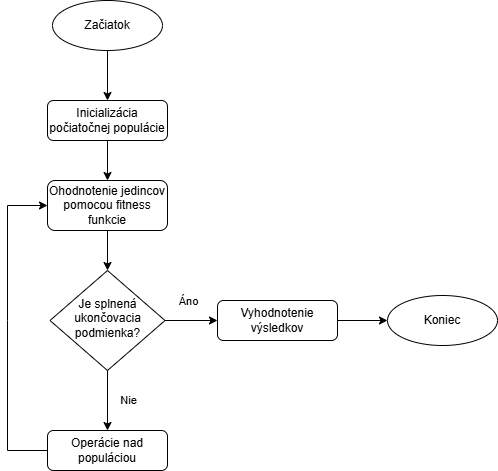 Začiatok
Inicializácia
počiatočnej populácie
Ohodnotenie jedincov
pomocou fitness
funkcie
Je splnená
ukončovacia
podmienka?
Áno
Vyhodnotenie
výsledkov
Koniec
Nie
Operácie nad
populáciou